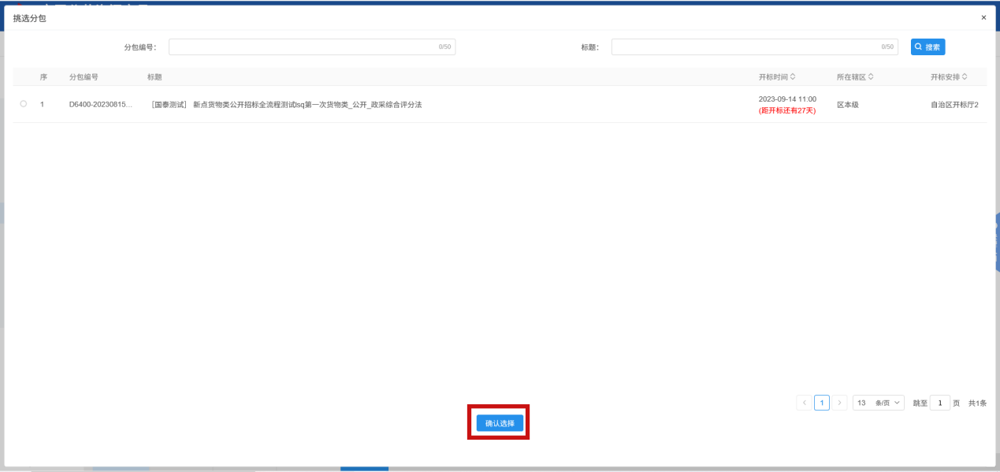 挑选分包
×
分包编号：
0/50
标题：
0/50
搜索
序 分包编号 标题 开标时间 所在辖区 开标安排
1 D6400-20230815... ［国泰测试］ 新点货物类公开招标全流程测试lsq第一次货物类_公开_政采综合评分法 2023-09-14 11:00 区本级 自治区开标厅2
(距开标还有27天)
< 1 > 13 条/页 跳至 1 页 共1条
确认选择